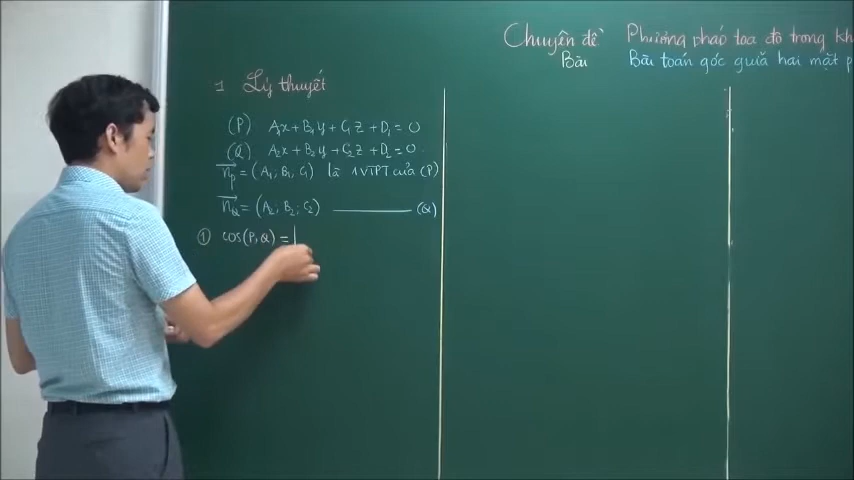 Chuyên đề Phương pháp toạ độ trong
Bài Bài toán góc giữa hai mặt
1 Lý thuyết
(P) A₁x + B₁y + C₁z + D₁ = 0
(Q) A₂x + B₂y + C₂z + D₂ = 0.
n⃗p = (A₁; B₁; C₁) là 1 VTPT của (P)
n⃗Q = (A₂; B₂; C₂) ———— (Q)
① cos(P, Q) = |